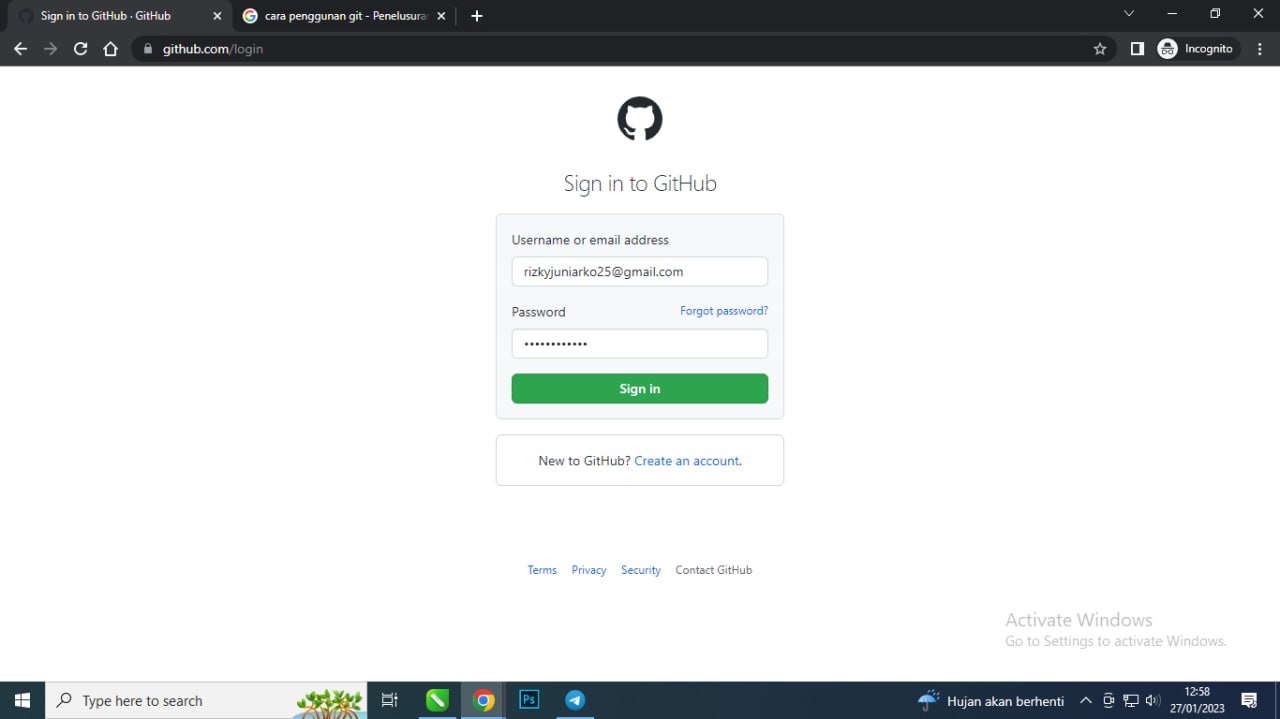 Sign in to GitHub · GitHub
cara penggunan git - Penelusuran
github.com/login
Incognito
Sign in to GitHub
Username or email address
rizkyjuniarko25@gmail.com
Password Forgot password?
••••••••••••
Sign in
New to GitHub? Create an account.
Terms Privacy Security Contact GitHub
Activate Windows
Go to Settings to activate Windows.
Type here to search
Ps
Hujan akan berhenti
12:58
27/01/2023